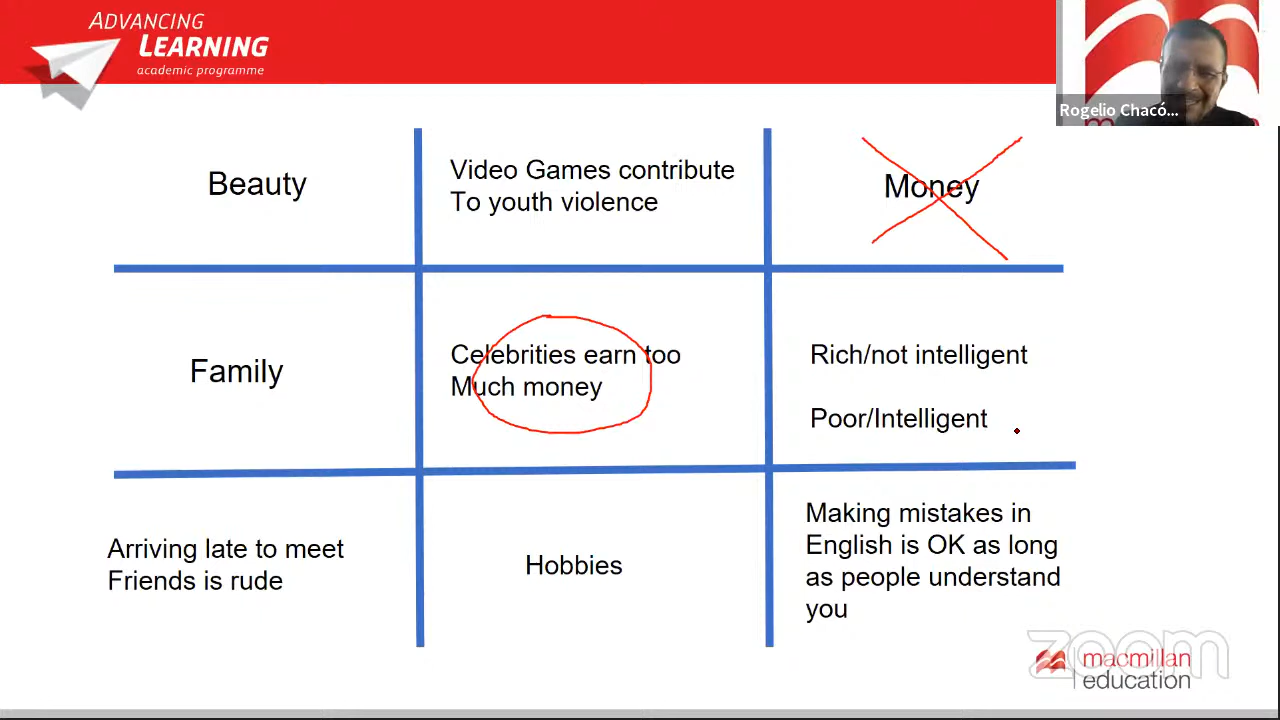 ADVANCING
LEARNING
academic programme
Rogelio Chacó...
Beauty
Video Games contribute
To youth violence
Money
Family
Celebrities earn too
Much money
Rich/not intelligent
Poor/Intelligent
Arriving late to meet
Friends is rude
Hobbies
Making mistakes in
English is OK as long
as people understand
you
zoom
macmillan
education